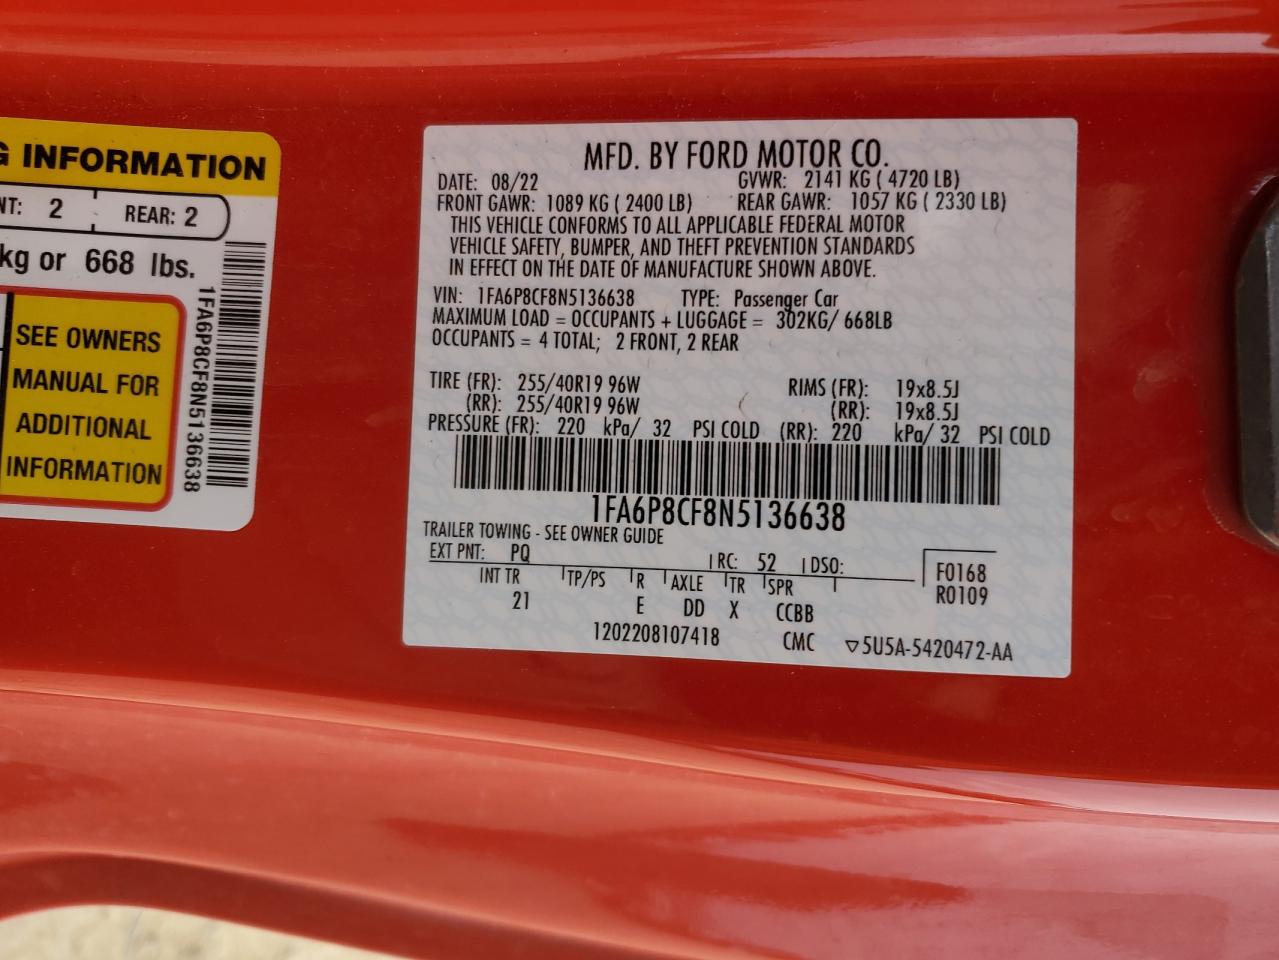 G INFORMATION
NT: 2 REAR: 2
kg or 668 lbs.
SEE OWNERS
MANUAL FOR
ADDITIONAL
INFORMATION
1FA6P8CF8N5136638
MFD. BY FORD MOTOR CO.
DATE: 08/22 GVWR: 2141 KG ( 4720 LB)
FRONT GAWR: 1089 KG ( 2400 LB) REAR GAWR: 1057 KG ( 2330 LB)
THIS VEHICLE CONFORMS TO ALL APPLICABLE FEDERAL MOTOR
VEHICLE SAFETY, BUMPER, AND THEFT PREVENTION STANDARDS
IN EFFECT ON THE DATE OF MANUFACTURE SHOWN ABOVE.
VIN: 1FA6P8CF8N5136638 TYPE: Passenger Car
MAXIMUM LOAD = OCCUPANTS + LUGGAGE = 302KG/ 668LB
OCCUPANTS = 4 TOTAL; 2 FRONT, 2 REAR
TIRE (FR): 255/40R19 96W RIMS (FR): 19x8.5J
(RR): 255/40R19 96W (RR): 19x8.5J
PRESSURE (FR): 220 kPa/ 32 PSI COLD (RR): 220 kPa/ 32 PSI COLD
1FA6P8CF8N5136638
TRAILER TOWING - SEE OWNER GUIDE
EXT PNT: PQ RC: 52 DSO: F0168
INT TR TP/PS R AXLE TR SPR R0109
21 E DD X CCBB
1202208107418 CMC ▽5U5A-5420472-AA